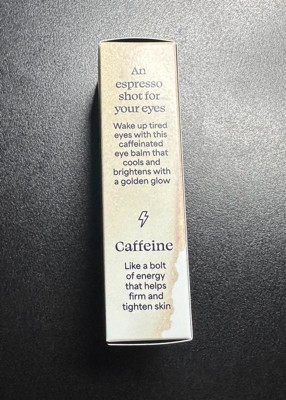 An
espresso
shot for
your eyes
Wake up tired
eyes with this
caffeinated
eye balm that
cools and
brightens with
a golden glow
Caffeine
Like a bolt
of energy
that helps
firm and
tighten skin